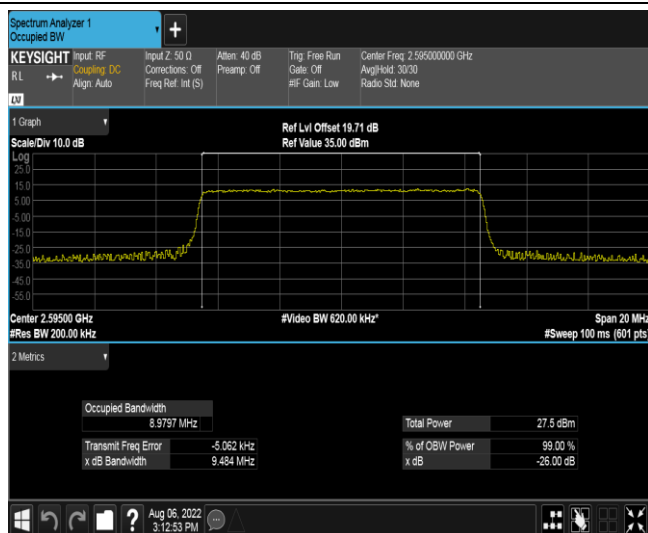 Spectrum Analyzer 1
Occupied BW
+
KEYSIGHT Input: RF Input Z: 50 Ω Atten: 40 dB Trig: Free Run Center Freq: 2.595000000 GHz
RL Coupling: DC Corrections: Off Preamp: Off Gate: Off Avg|Hold: 30/30
Align: Auto Freq Ref: Int (S) #IF Gain: Low Radio Std: None
LXI
1 Graph
Ref Lvl Offset 19.71 dB
Scale/Div 10.0 dB Ref Value 35.00 dBm
Log
25.0
15.0
5.00
-5.00
-15.0
-25.0
-35.0
-45.0
-55.0
Center 2.59500 GHz #Video BW 620.00 kHz* Span 20 MHz
#Res BW 200.00 kHz #Sweep 100 ms (601 pts)
2 Metrics
Occupied Bandwidth
8.9797 MHz Total Power 27.5 dBm
Transmit Freq Error -5.062 kHz % of OBW Power 99.00 %
x dB Bandwidth 9.484 MHz x dB -26.00 dB
? Aug 06, 2022
3:12:53 PM